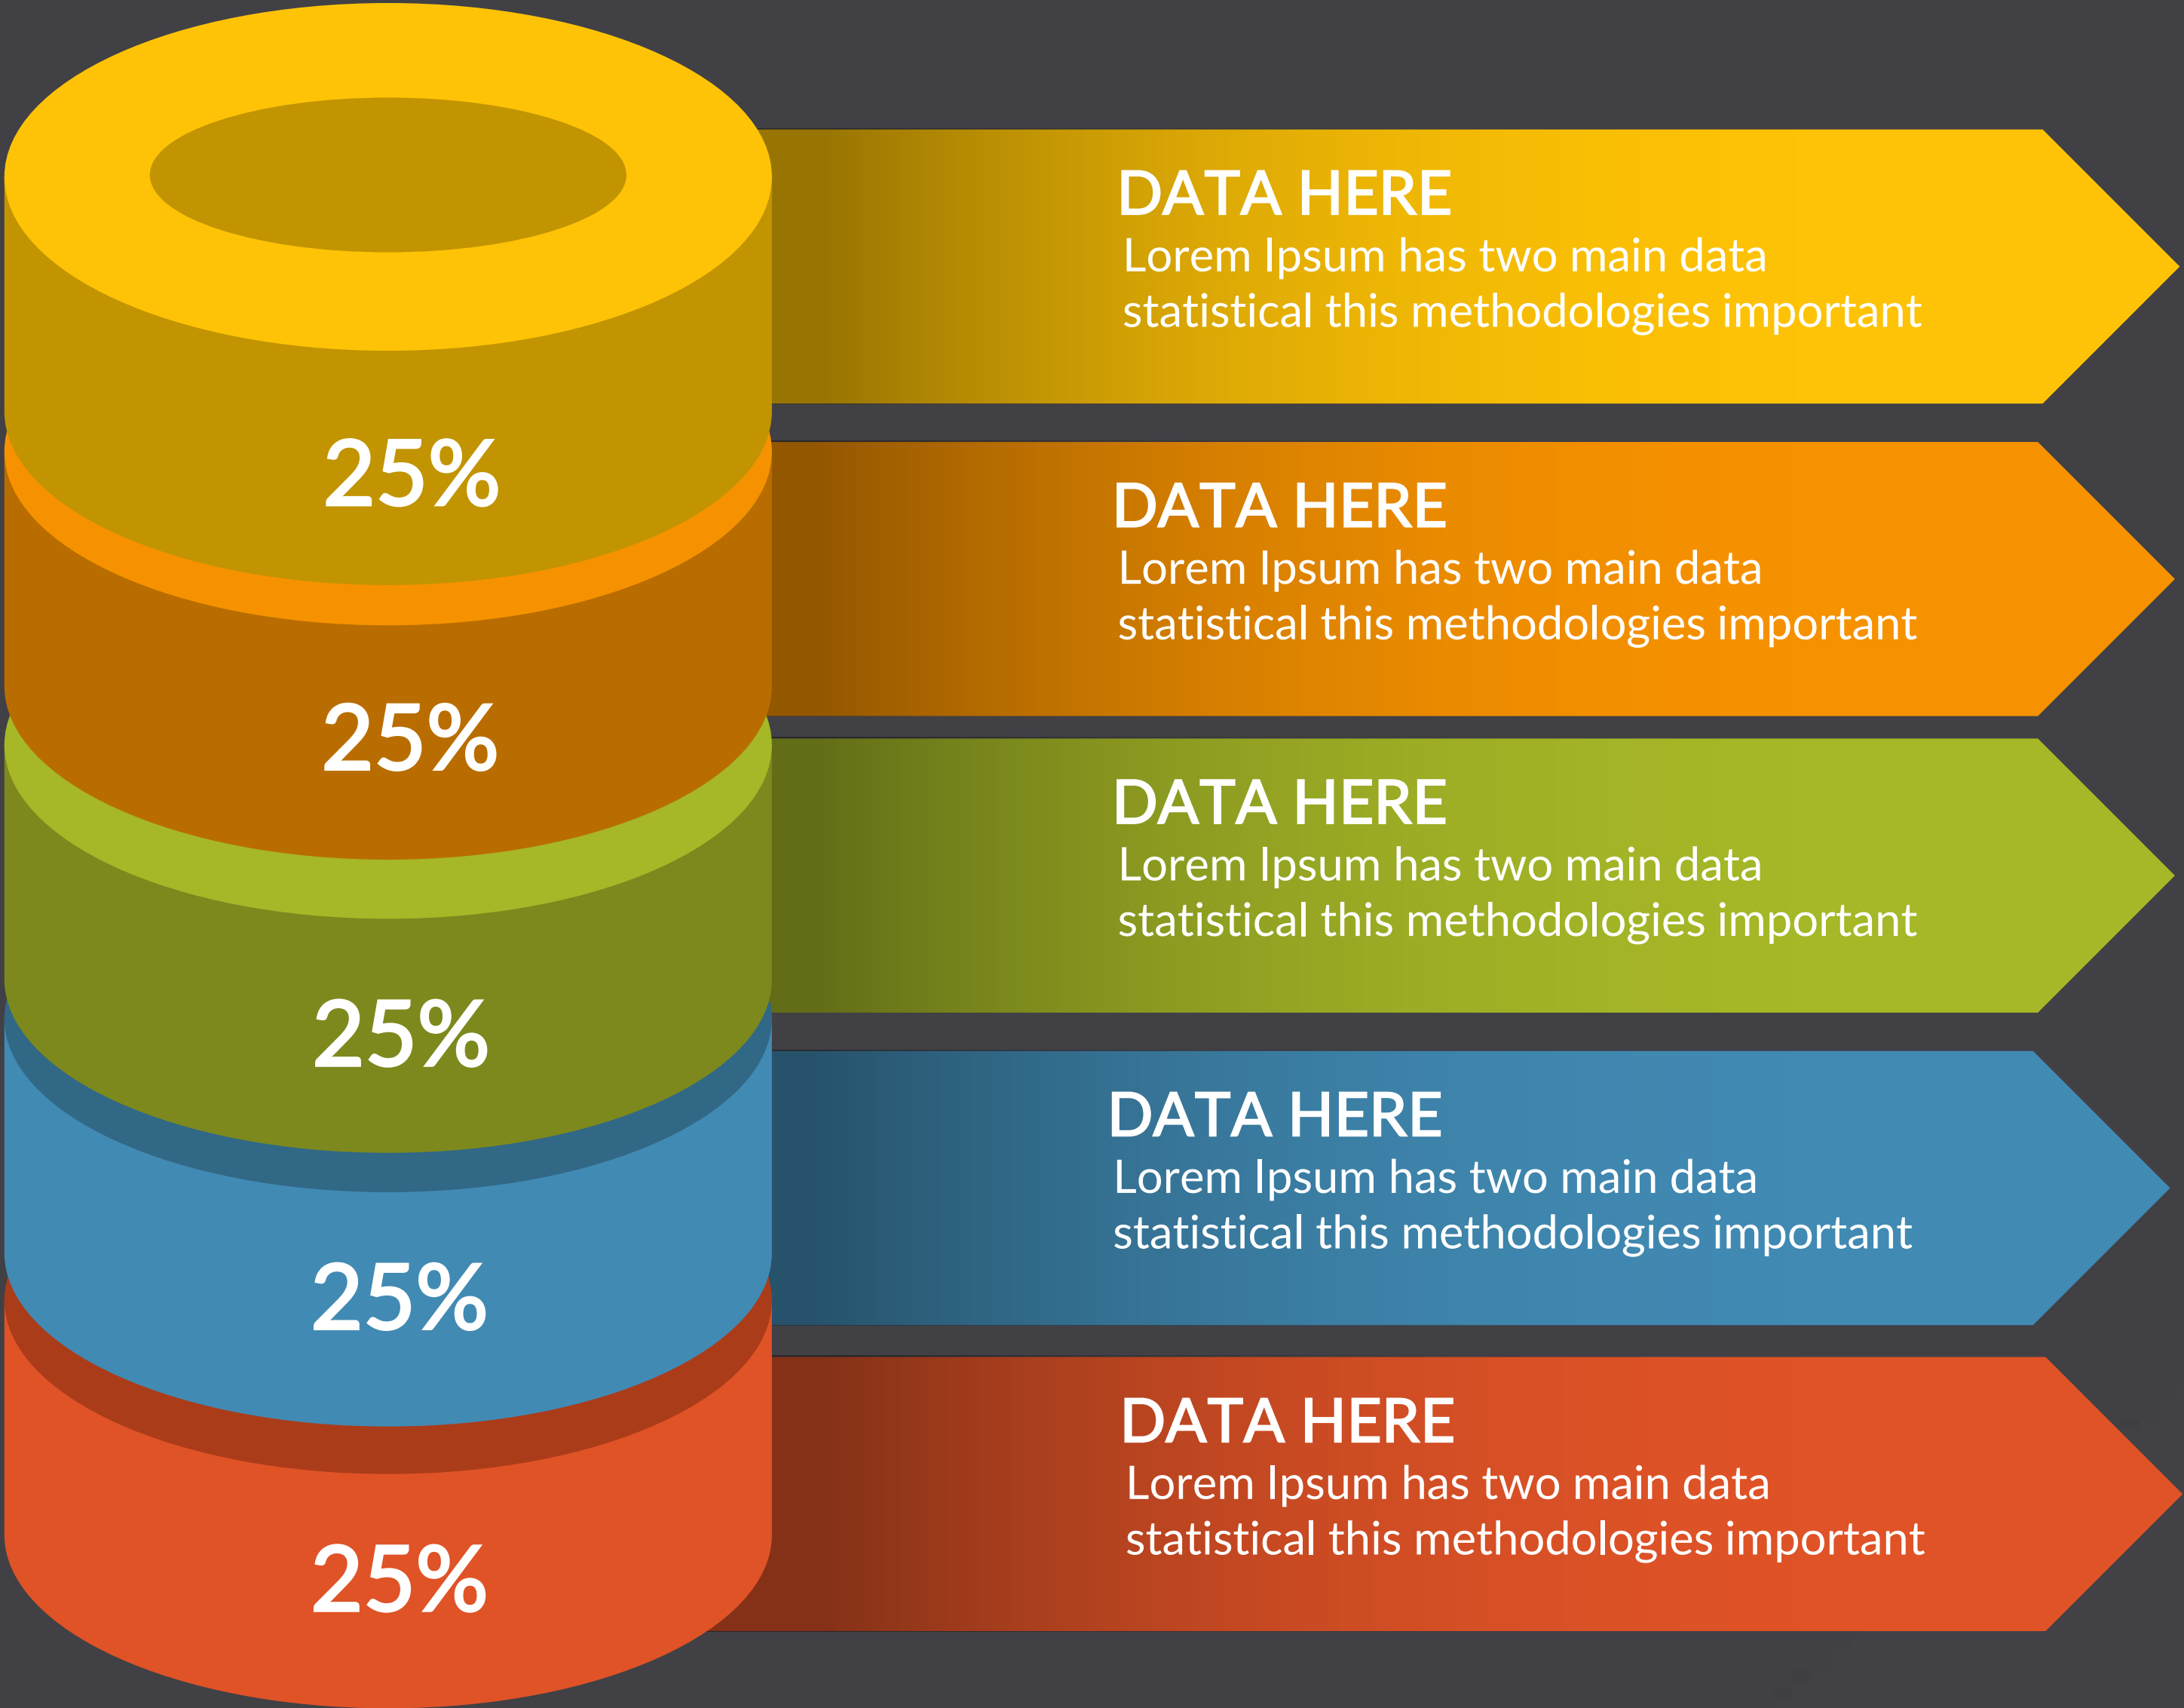 DATA HERE
Lorem Ipsum has two main data
statistical this methodologies important
25%
DATA HERE
Lorem Ipsum has two main data
statistical this methodologies important
25%
DATA HERE
Lorem Ipsum has two main data
statistical this methodologies important
25%
DATA HERE
Lorem Ipsum has two main data
statistical this methodologies important
25%
DATA HERE
Lorem Ipsum has two main data
statistical this methodologies important
25%